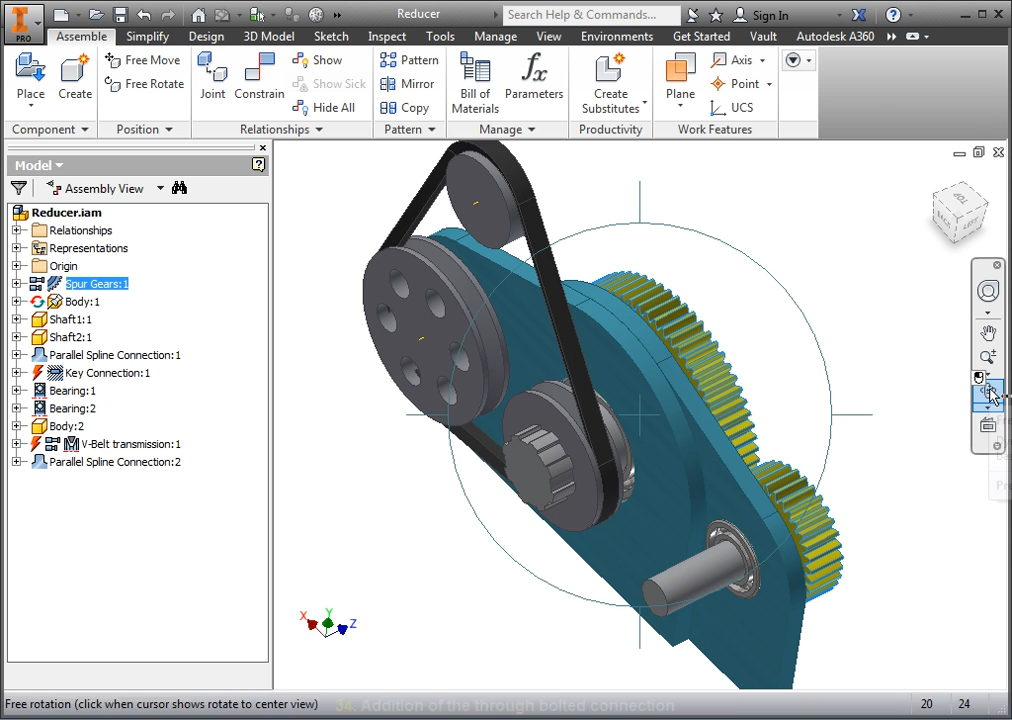 PRO
Reducer
Search Help & Commands...
Sign In
Assemble
Simplify
Design
3D Model
Sketch
Inspect
Tools
Manage
View
Environments
Get Started
Vault
Autodesk A360
Place
Create
Free Move
Free Rotate
Component
Position
Joint
Constrain
Show
Show Sick
Hide All
Relationships
Pattern
Mirror
Copy
Pattern
Bill of
Materials
fx
Parameters
Manage
Create
Substitutes
Productivity
Plane
Axis
Point
UCS
Work Features
Model
Assembly View
Reducer.iam
Relationships
Representations
Origin
Spur Gears:1
Body:1
Shaft1:1
Shaft2:1
Parallel Spline Connection:1
Key Connection:1
Bearing:1
Bearing:2
Body:2
V-Belt transmission:1
Parallel Spline Connection:2
TOP
BACK
LEFT
X
Y
Z
Free rotation (click when cursor shows rotate to center view)
34. Addition of the through bolted connection
20
24